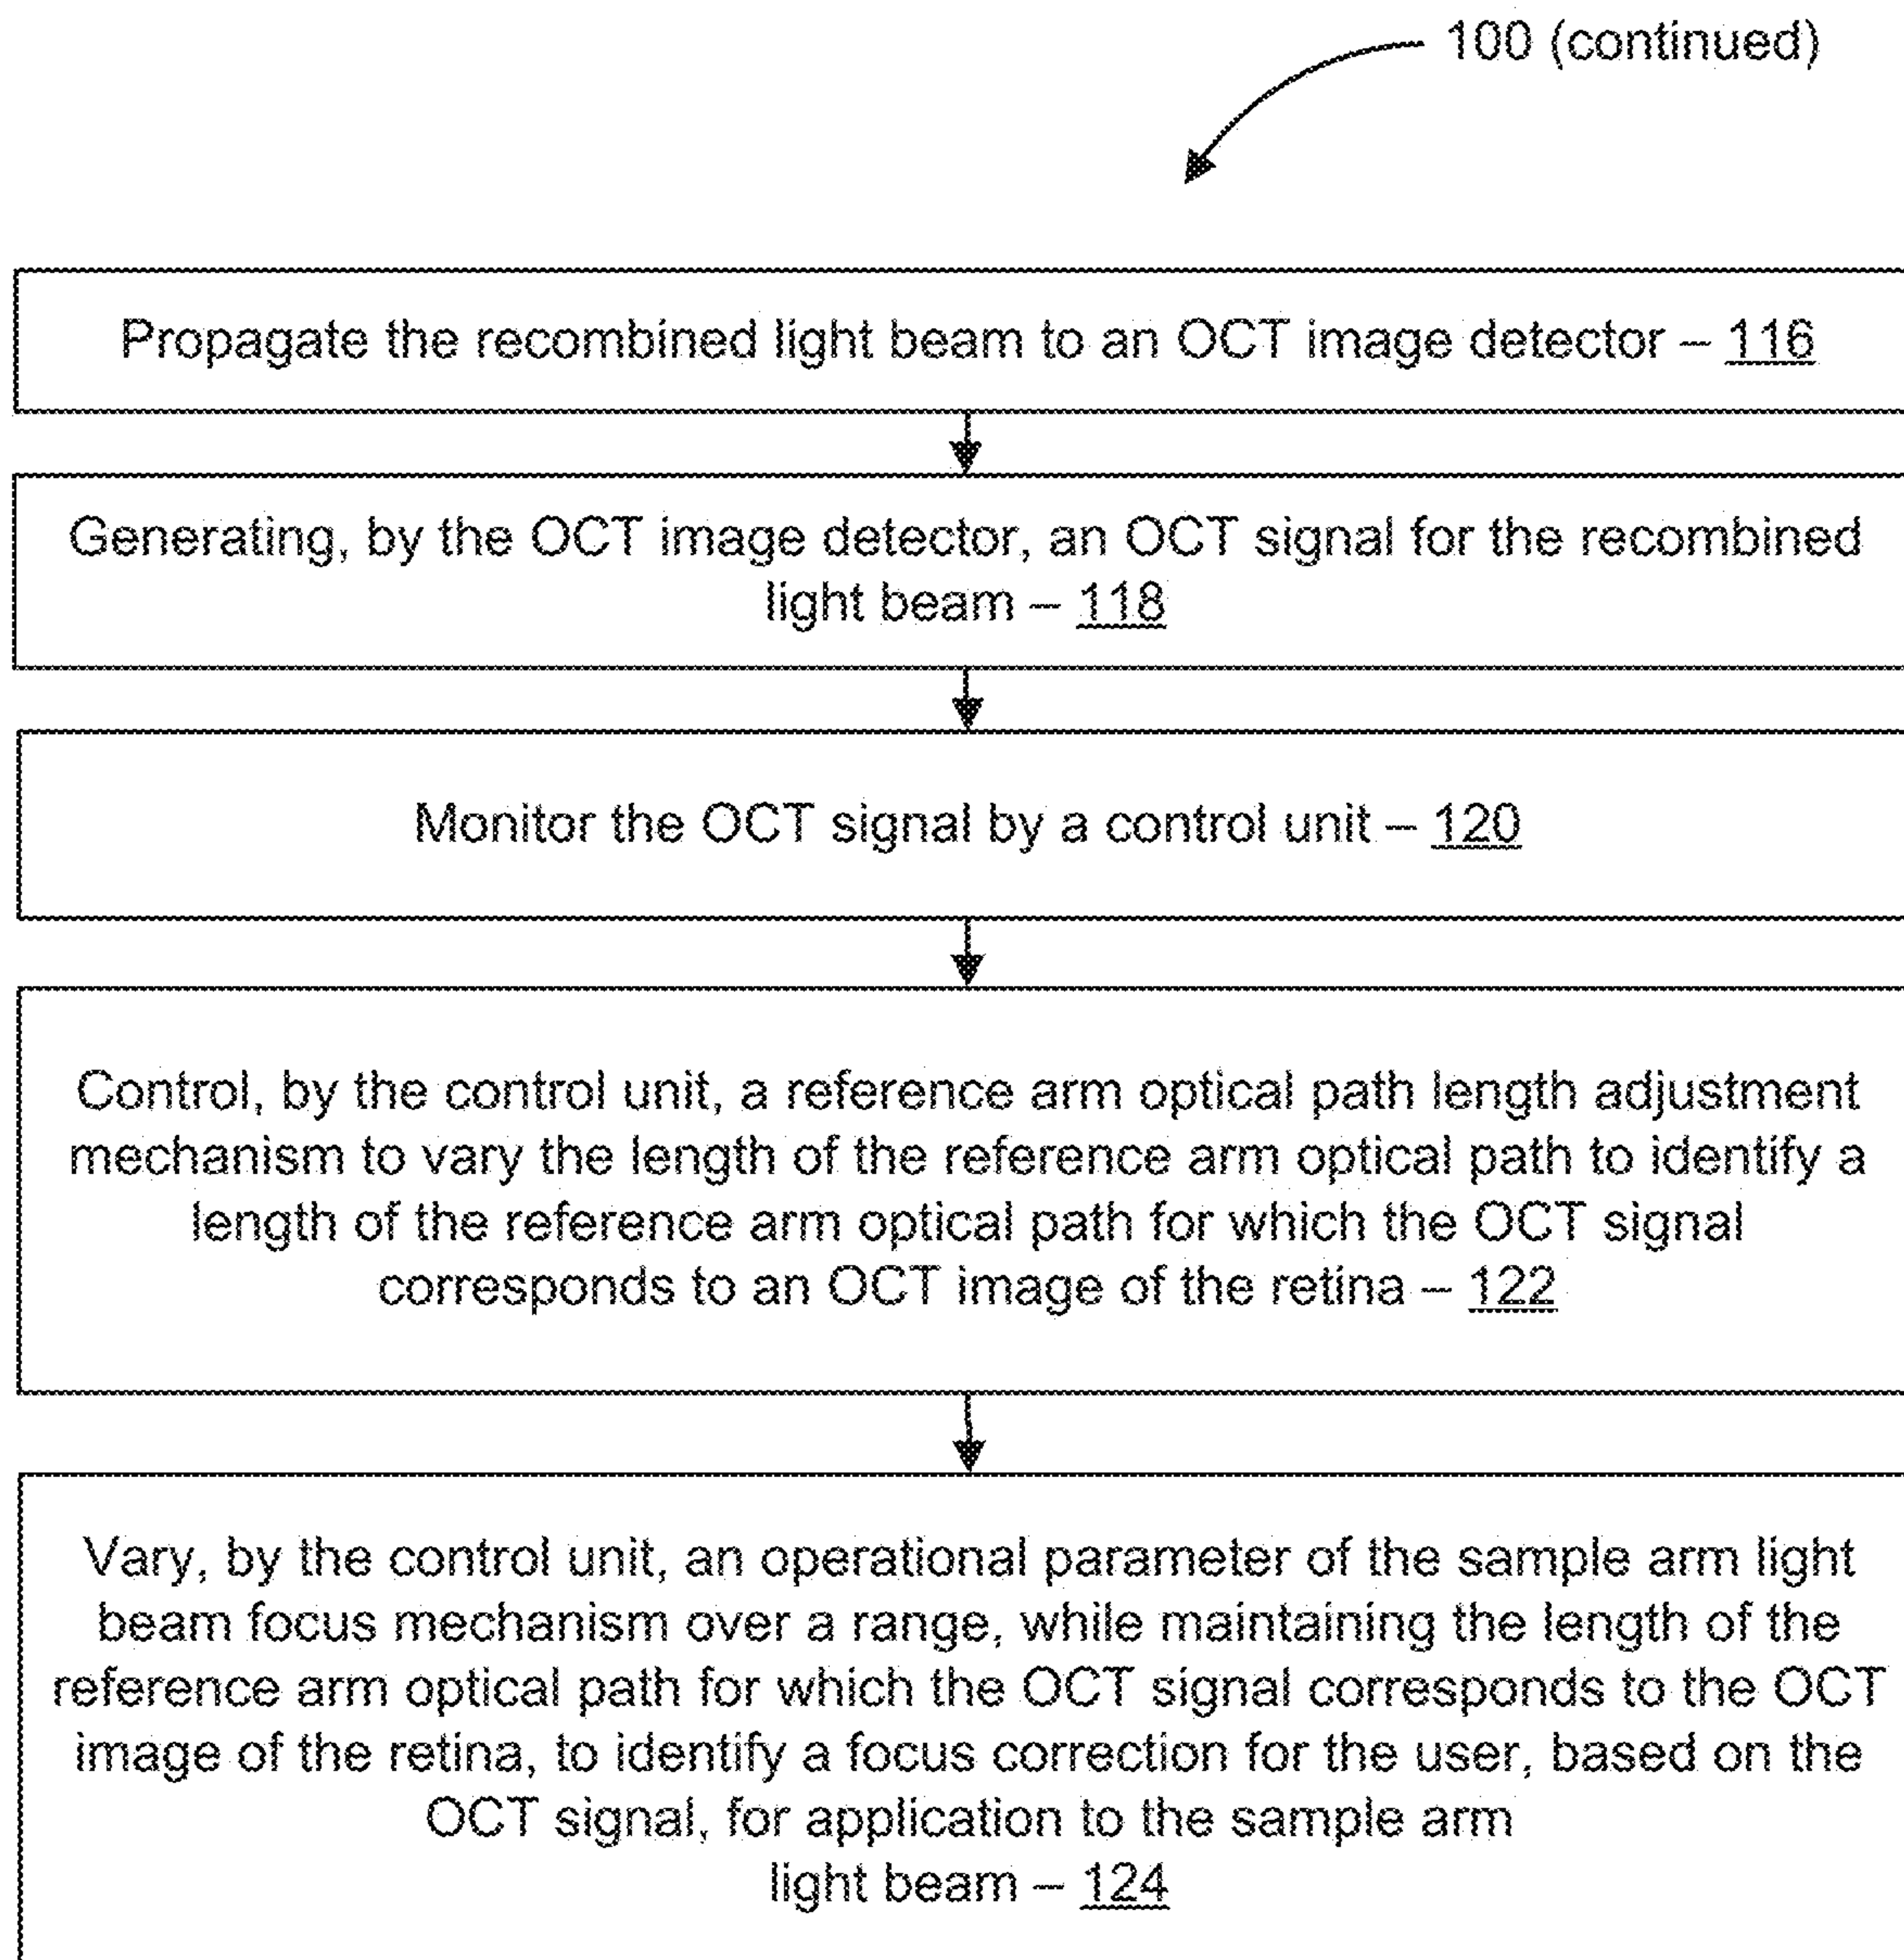 100 (continued)
Propagate the recombined light beam to an OCT image detector – 116
Generating, by the OCT image detector, an OCT signal for the recombined
light beam – 118
Monitor the OCT signal by a control unit – 120
Control, by the control unit, a reference arm optical path length adjustment
mechanism to vary the length of the reference arm optical path to identify a
length of the reference arm optical path for which the OCT signal
corresponds to an OCT image of the retina – 122
Vary, by the control unit, an operational parameter of the sample arm light
beam focus mechanism over a range, while maintaining the length of the
reference arm optical path for which the OCT signal corresponds to the OCT
image of the retina, to identify a focus correction for the user, based on the
OCT signal, for application to the sample arm
light beam – 124